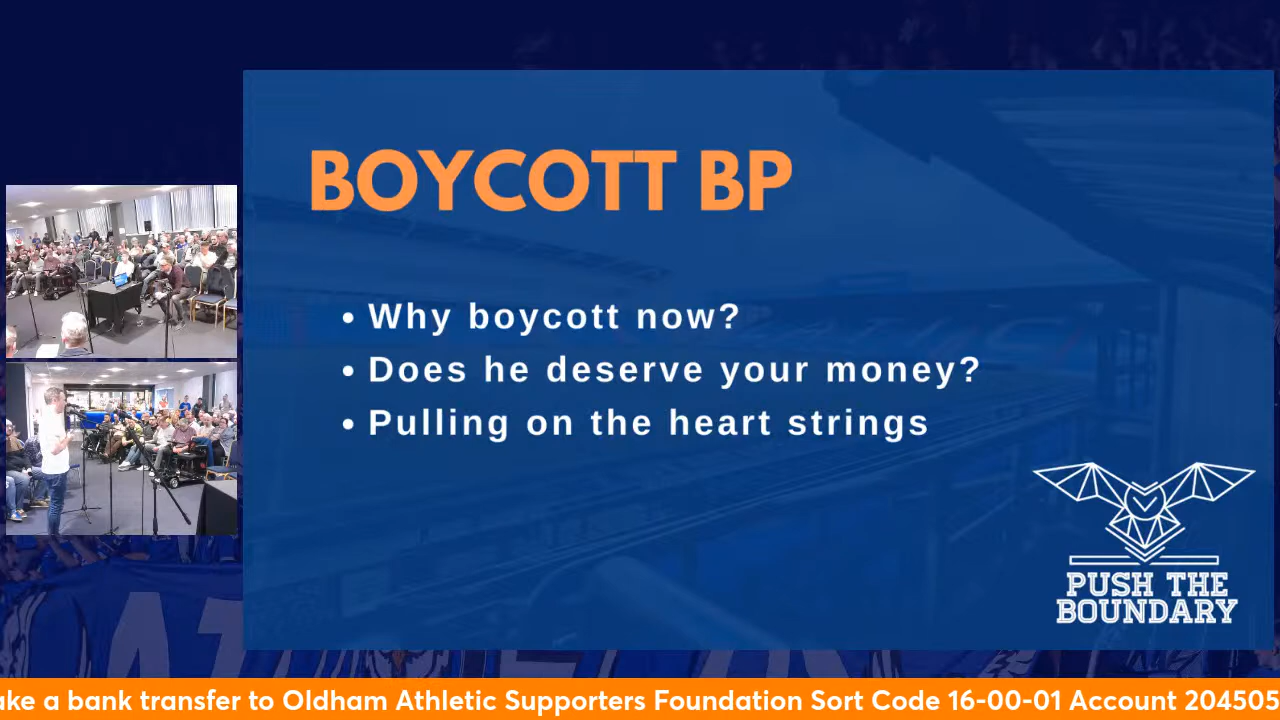 BOYCOTT BP
• Why boycott now?
• Does he deserve your money?
• Pulling on the heart strings
PUSH THE
BOUNDARY
ake a bank transfer to Oldham Athletic Supporters Foundation Sort Code 16-00-01 Account 204505